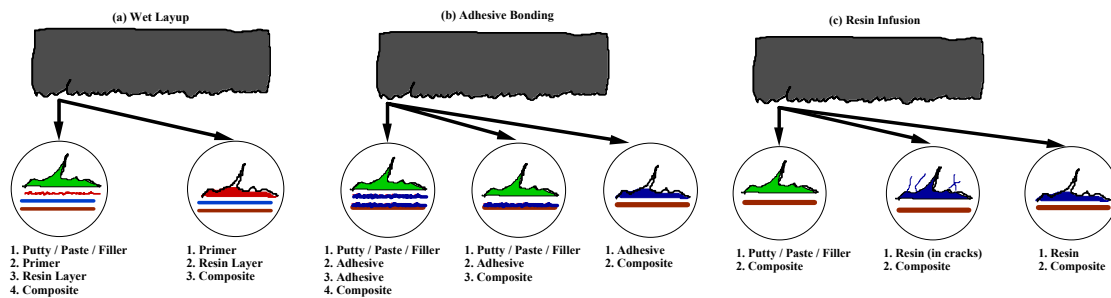 (a) Wet Layup
(b) Adhesive Bonding
(c) Resin Infusion
1. Putty / Paste / Filler
2. Primer
3. Resin Layer
4. Composite
1. Primer
2. Resin Layer
3. Composite
1. Putty / Paste / Filler
2. Adhesive
3. Adhesive
4. Composite
1. Putty / Paste / Filler
2. Adhesive
3. Composite
1. Adhesive
2. Composite
1. Putty / Paste / Filler
2. Composite
1. Resin (in cracks)
2. Composite
1. Resin
2. Composite